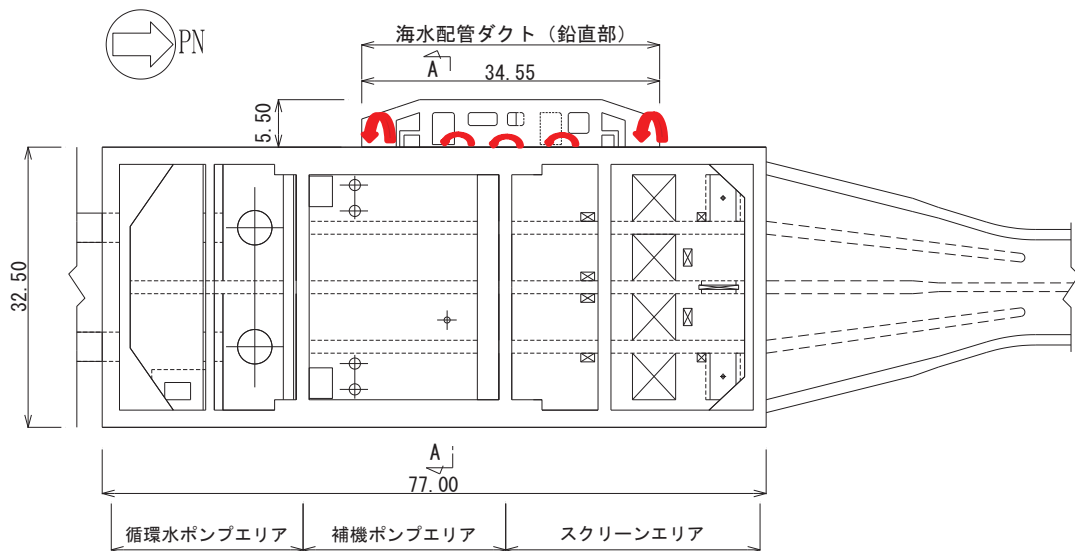 PN
海水配管ダクト（鉛直部）
A
34.55
5.50
32.50
A
77.00
循環水ポンプエリア
補機ポンプエリア
スクリーンエリア